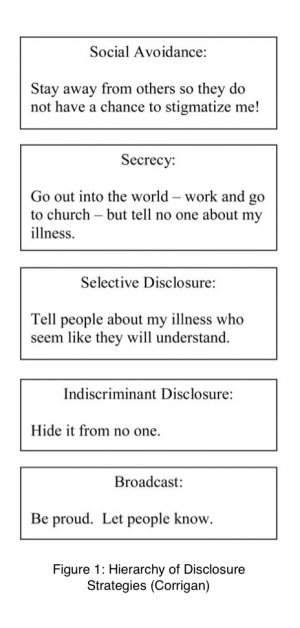 Social Avoidance:
Stay away from others so they do
not have a chance to stigmatize me!
Secrecy:
Go out into the world – work and go
to church – but tell no one about my
illness.
Selective Disclosure:
Tell people about my illness who
seem like they will understand.
Indiscriminant Disclosure:
Hide it from no one.
Broadcast:
Be proud.  Let people know.
Figure 1: Hierarchy of Disclosure
Strategies (Corrigan)